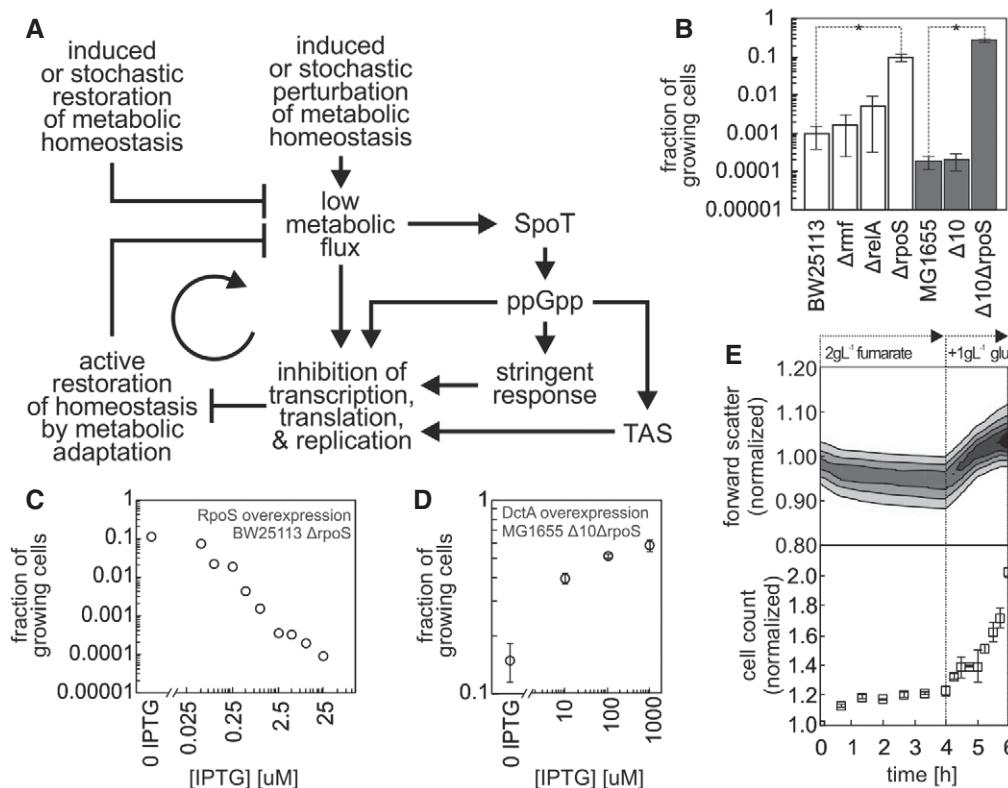 A
induced
or stochastic
restoration
of metabolic
homeostasis
induced
or stochastic
perturbation
of metabolic
homeostasis
low
metabolic
flux
SpoT
ppGpp
active
restoration
of homeostasis
by metabolic
adaptation
inhibition of
transcription,
translation,
& replication
stringent
response
TAS
B
fraction of
growing cells
1
0.1
0.01
0.001
0.0001
0.00001
*
*
BW25113
Δrmf
ΔrelA
ΔrpoS
MG1655
Δ10
Δ10ΔrpoS
C
fraction of
growing cells
1
0.1
0.01
0.001
0.0001
0.00001
RpoS overexpression
BW25113 ΔrpoS
0 IPTG
0.025
0.25
2.5
25
[IPTG] [uM]
D
fraction of
growing cells
1
0.1
DctA overexpression
MG1655 Δ10ΔrpoS
0 IPTG
10
100
1000
[IPTG] [uM]
E
2gL⁻¹ fumarate
+1gL⁻¹ glu
forward scatter
(normalized)
1.20
1.10
1.00
0.90
0.80
cell count
(normalized)
2.0
1.8
1.6
1.4
1.2
1.0
0 1 2 3 4 5 6
time [h]